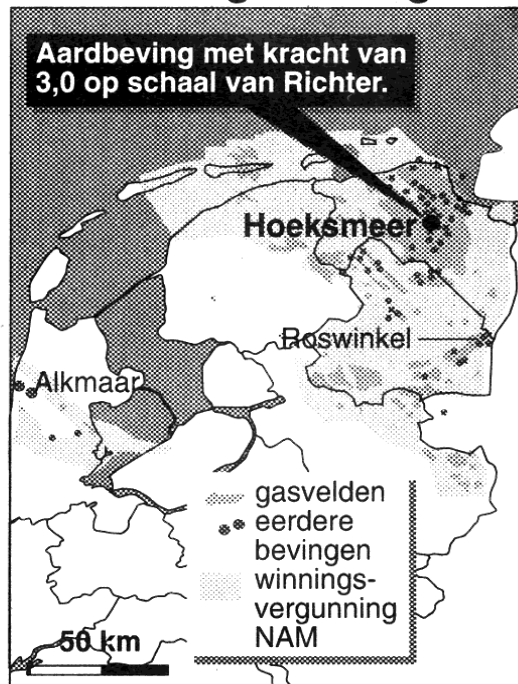 Aardbeving met kracht van
3,0 op schaal van Richter.
Hoeksmeer
Roswinkel
Alkmaar
gasvelden
eerdere
bevingen
winnings-
vergunning
NAM
50 km